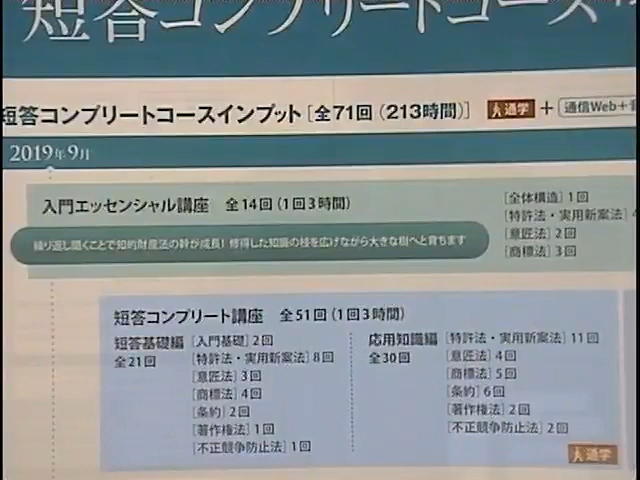 短答コンプリートコース
短答コンプリートコースインプット[全71回(213時間)] 通学 + 通信Web+
2019年9月
入門エッセンシャル講座 全14回(1回3時間)
繰り返し聞くことで知的財産法の幹が成長! 修得した知識の枝を広げながら大きな樹へと育ちます
[全体構造]1回
[特許法・実用新案法]
[意匠法]2回
[商標法]3回
短答コンプリート講座 全51回(1回3時間)
短答基礎編
全21回
[入門基礎]2回
[特許法・実用新案法]8回
[意匠法]3回
[商標法]4回
[条約]2回
[著作権法]1回
[不正競争防止法]1回
応用知識編
全30回
[特許法・実用新案法]11回
[意匠法]4回
[商標法]5回
[条約]6回
[著作権法]2回
[不正競争防止法]2回
通学